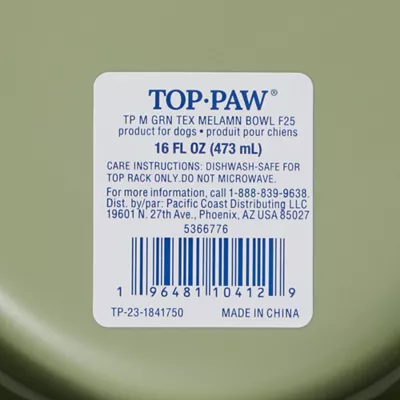 TOP·PAW®
TP M GRN TEX MELAMN BOWL F25
product for dogs • produit pour chiens
16 FL OZ (473 mL)
CARE INSTRUCTIONS: DISHWASH-SAFE FOR
TOP RACK ONLY.DO NOT MICROWAVE.
For more information, call 1-888-839-9638.
Dist. by/par: Pacific Coast Distributing LLC
19601 N. 27th Ave., Phoenix, AZ USA 85027
5366776
1 96481 10412 9
TP-23-1841750 MADE IN CHINA